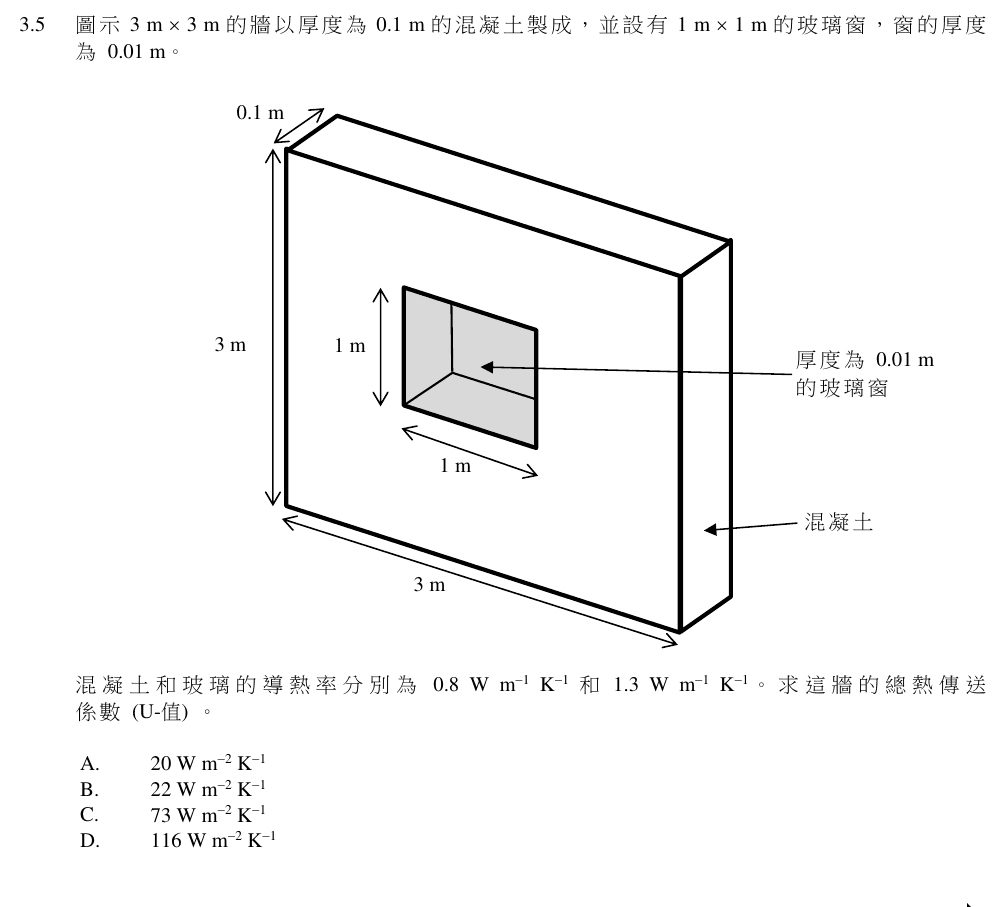 3.5 圖示 3 m × 3 m 的牆以厚度為 0.1 m 的混凝土製成，並設有 1 m × 1 m 的玻璃窗，窗的厚度
為 0.01 m。
0.1 m
3 m
1 m
厚度為 0.01 m
的玻璃窗
1 m
混凝土
3 m
混凝土和玻璃的導熱率分別為 0.8 W m⁻¹ K⁻¹ 和 1.3 W m⁻¹ K⁻¹。求這牆的總熱傳送
係數 (U-值) 。
A. 20 W m⁻² K⁻¹
B. 22 W m⁻² K⁻¹
C. 73 W m⁻² K⁻¹
D. 116 W m⁻² K⁻¹